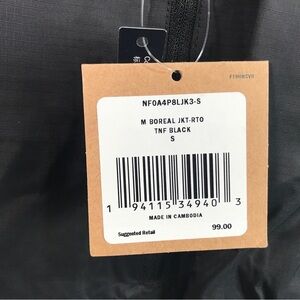 NF0A4P8LJK3-S
M BOREAL JKT-RTO
TNF BLACK
S
1 94115 34940 3
MADE IN CAMBODIA
Suggested Retail 99.00